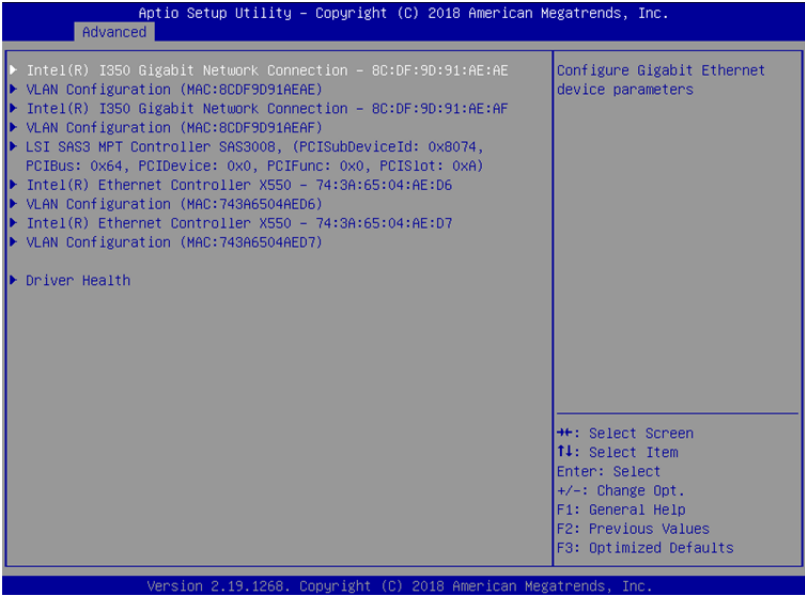 Aptio Setup Utility – Copyright (C) 2018 American Megatrends, Inc.
Advanced
Intel(R) I350 Gigabit Network Connection – 8C:DF:9D:91:AE:AE
VLAN Configuration (MAC:8CDF9D91AEAE)
Intel(R) I350 Gigabit Network Connection – 8C:DF:9D:91:AE:AF
VLAN Configuration (MAC:8CDF9D91AEAF)
LSI SAS3 MPT Controller SAS3008, (PCISubDeviceId: 0x8074,
PCIBus: 0x64, PCIDevice: 0x0, PCIFunc: 0x0, PCISlot: 0xA)
Intel(R) Ethernet Controller X550 – 74:3A:65:04:AE:D6
VLAN Configuration (MAC:743A6504AED6)
Intel(R) Ethernet Controller X550 – 74:3A:65:04:AE:D7
VLAN Configuration (MAC:743A6504AED7)
Driver Health
Configure Gigabit Ethernet
device parameters
→←: Select Screen
↑↓: Select Item
Enter: Select
+/-: Change Opt.
F1: General Help
F2: Previous Values
F3: Optimized Defaults
Version 2.19.1268. Copyright (C) 2018 American Megatrends, Inc.